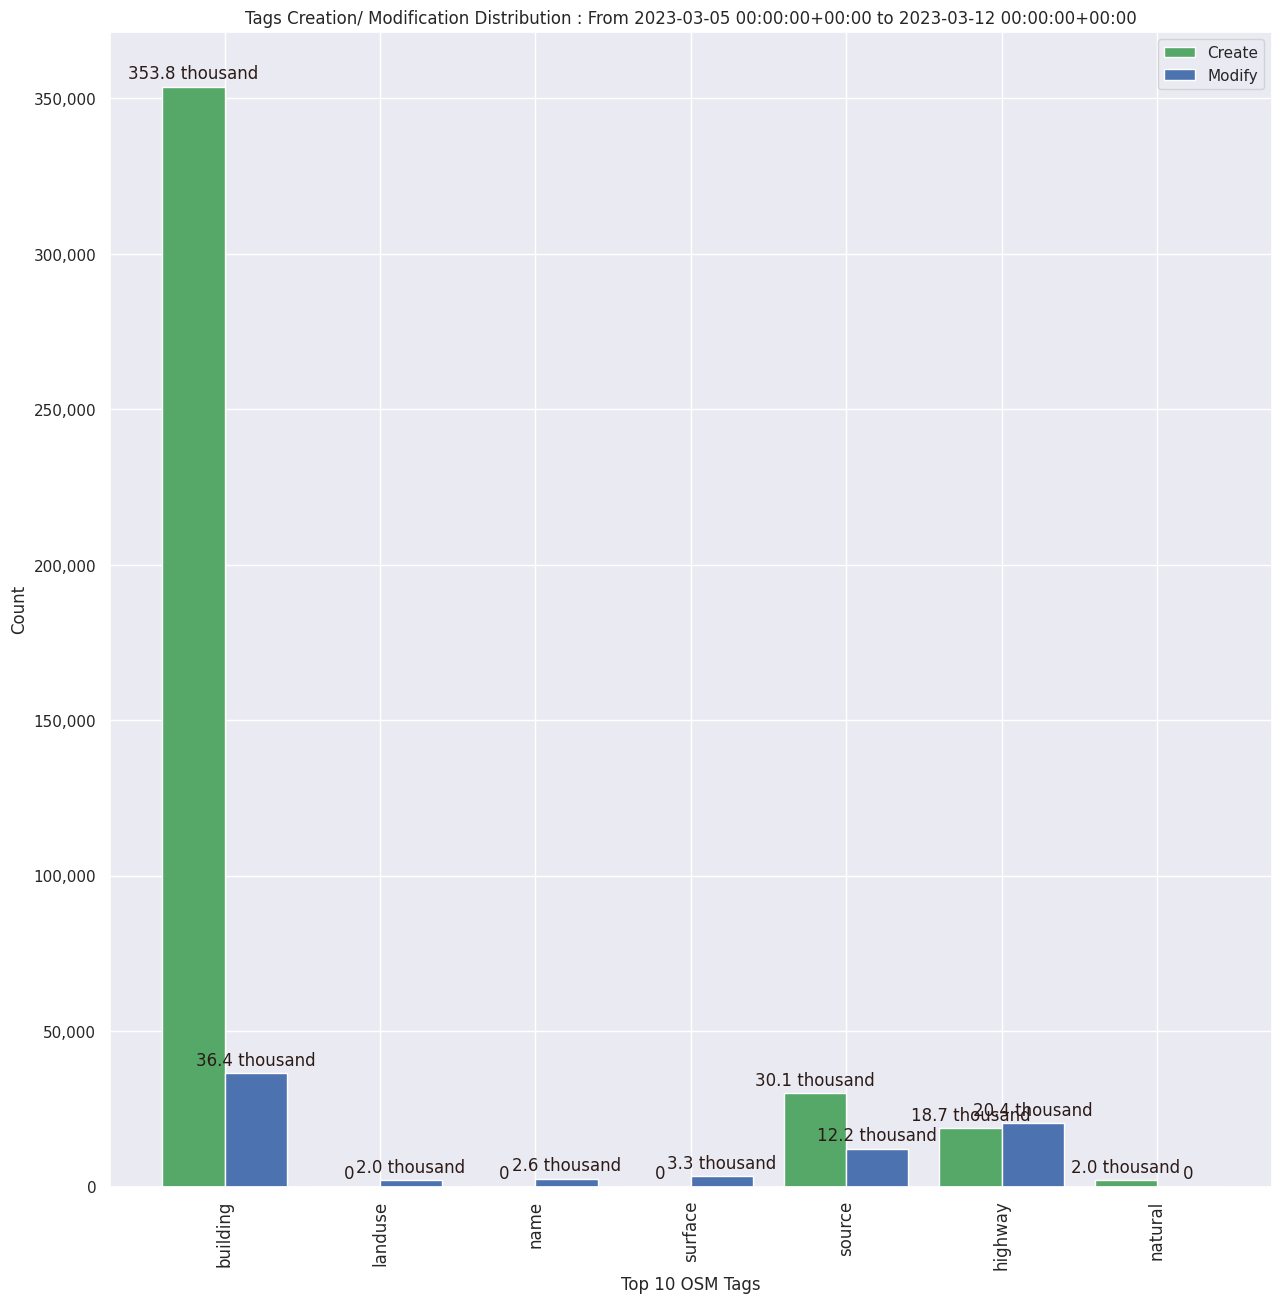 Tags Creation/ Modification Distribution : From 2023-03-05 00:00:00+00:00 to 2023-03-12 00:00:00+00:00
Create
Modify
353.8 thousand
350,000
300,000
250,000
200,000
150,000
100,000
50,000
0
Count
36.4 thousand
0
2.0 thousand
0
2.6 thousand
0
3.3 thousand
30.1 thousand
12.2 thousand
18.7 thousand
20.4 thousand
2.0 thousand
0
building
landuse
name
surface
source
highway
natural
Top 10 OSM Tags